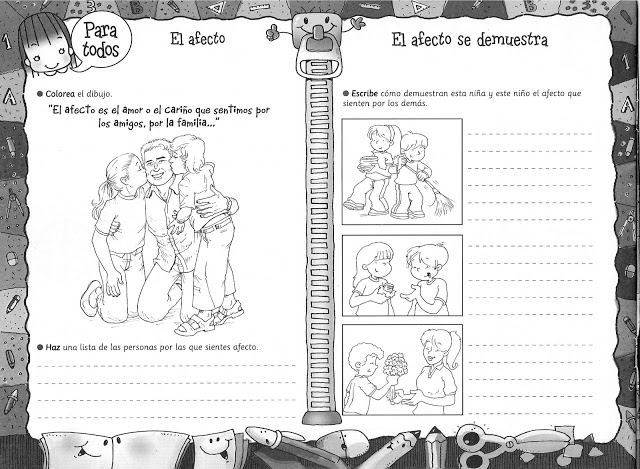 Para
todos
El afecto
Colorea el dibujo.
"El afecto es el amor o el cariño que sentimos por
los amigos, por la familia..."
Haz una lista de las personas por las que sientes afecto.
El afecto se demuestra
Escribe cómo demuestran esta niña y este niño el afecto que
sienten por los demás.